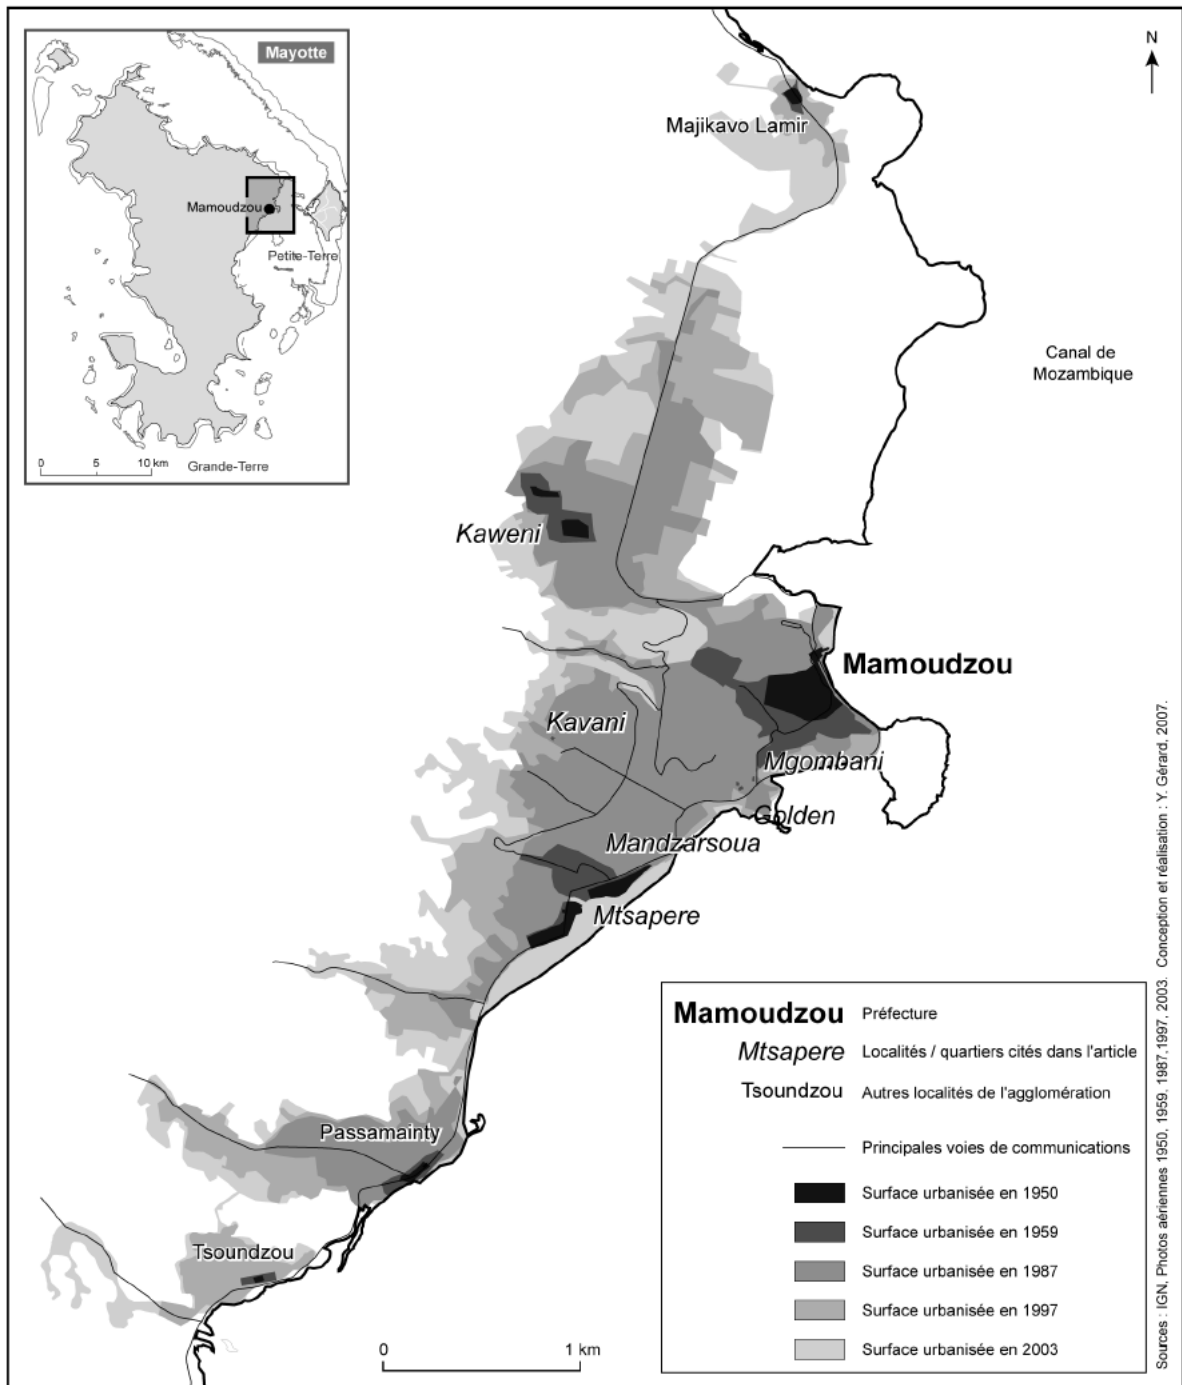 Mayotte
Mamoudzou
Petite-Terre
0 5 10 km
Grande-Terre
N
Majikavo Lamir
Canal de
Mozambique
Kaweni
Mamoudzou
Kavani
Mgombani
Golden
Mandzarsoua
Mtsapere
Passamainty
Tsoundzou
0 1 km
Mamoudzou Préfecture
Mtsapere Localités / quartiers cités dans l'article
Tsoundzou Autres localités de l'agglomération
Principales voies de communications
Surface urbanisée en 1950
Surface urbanisée en 1959
Surface urbanisée en 1987
Surface urbanisée en 1997
Surface urbanisée en 2003
Sources : IGN, Photos aériennes 1950, 1959, 1987,1997, 2003. Conception et réalisation : Y. Gérard, 2007.